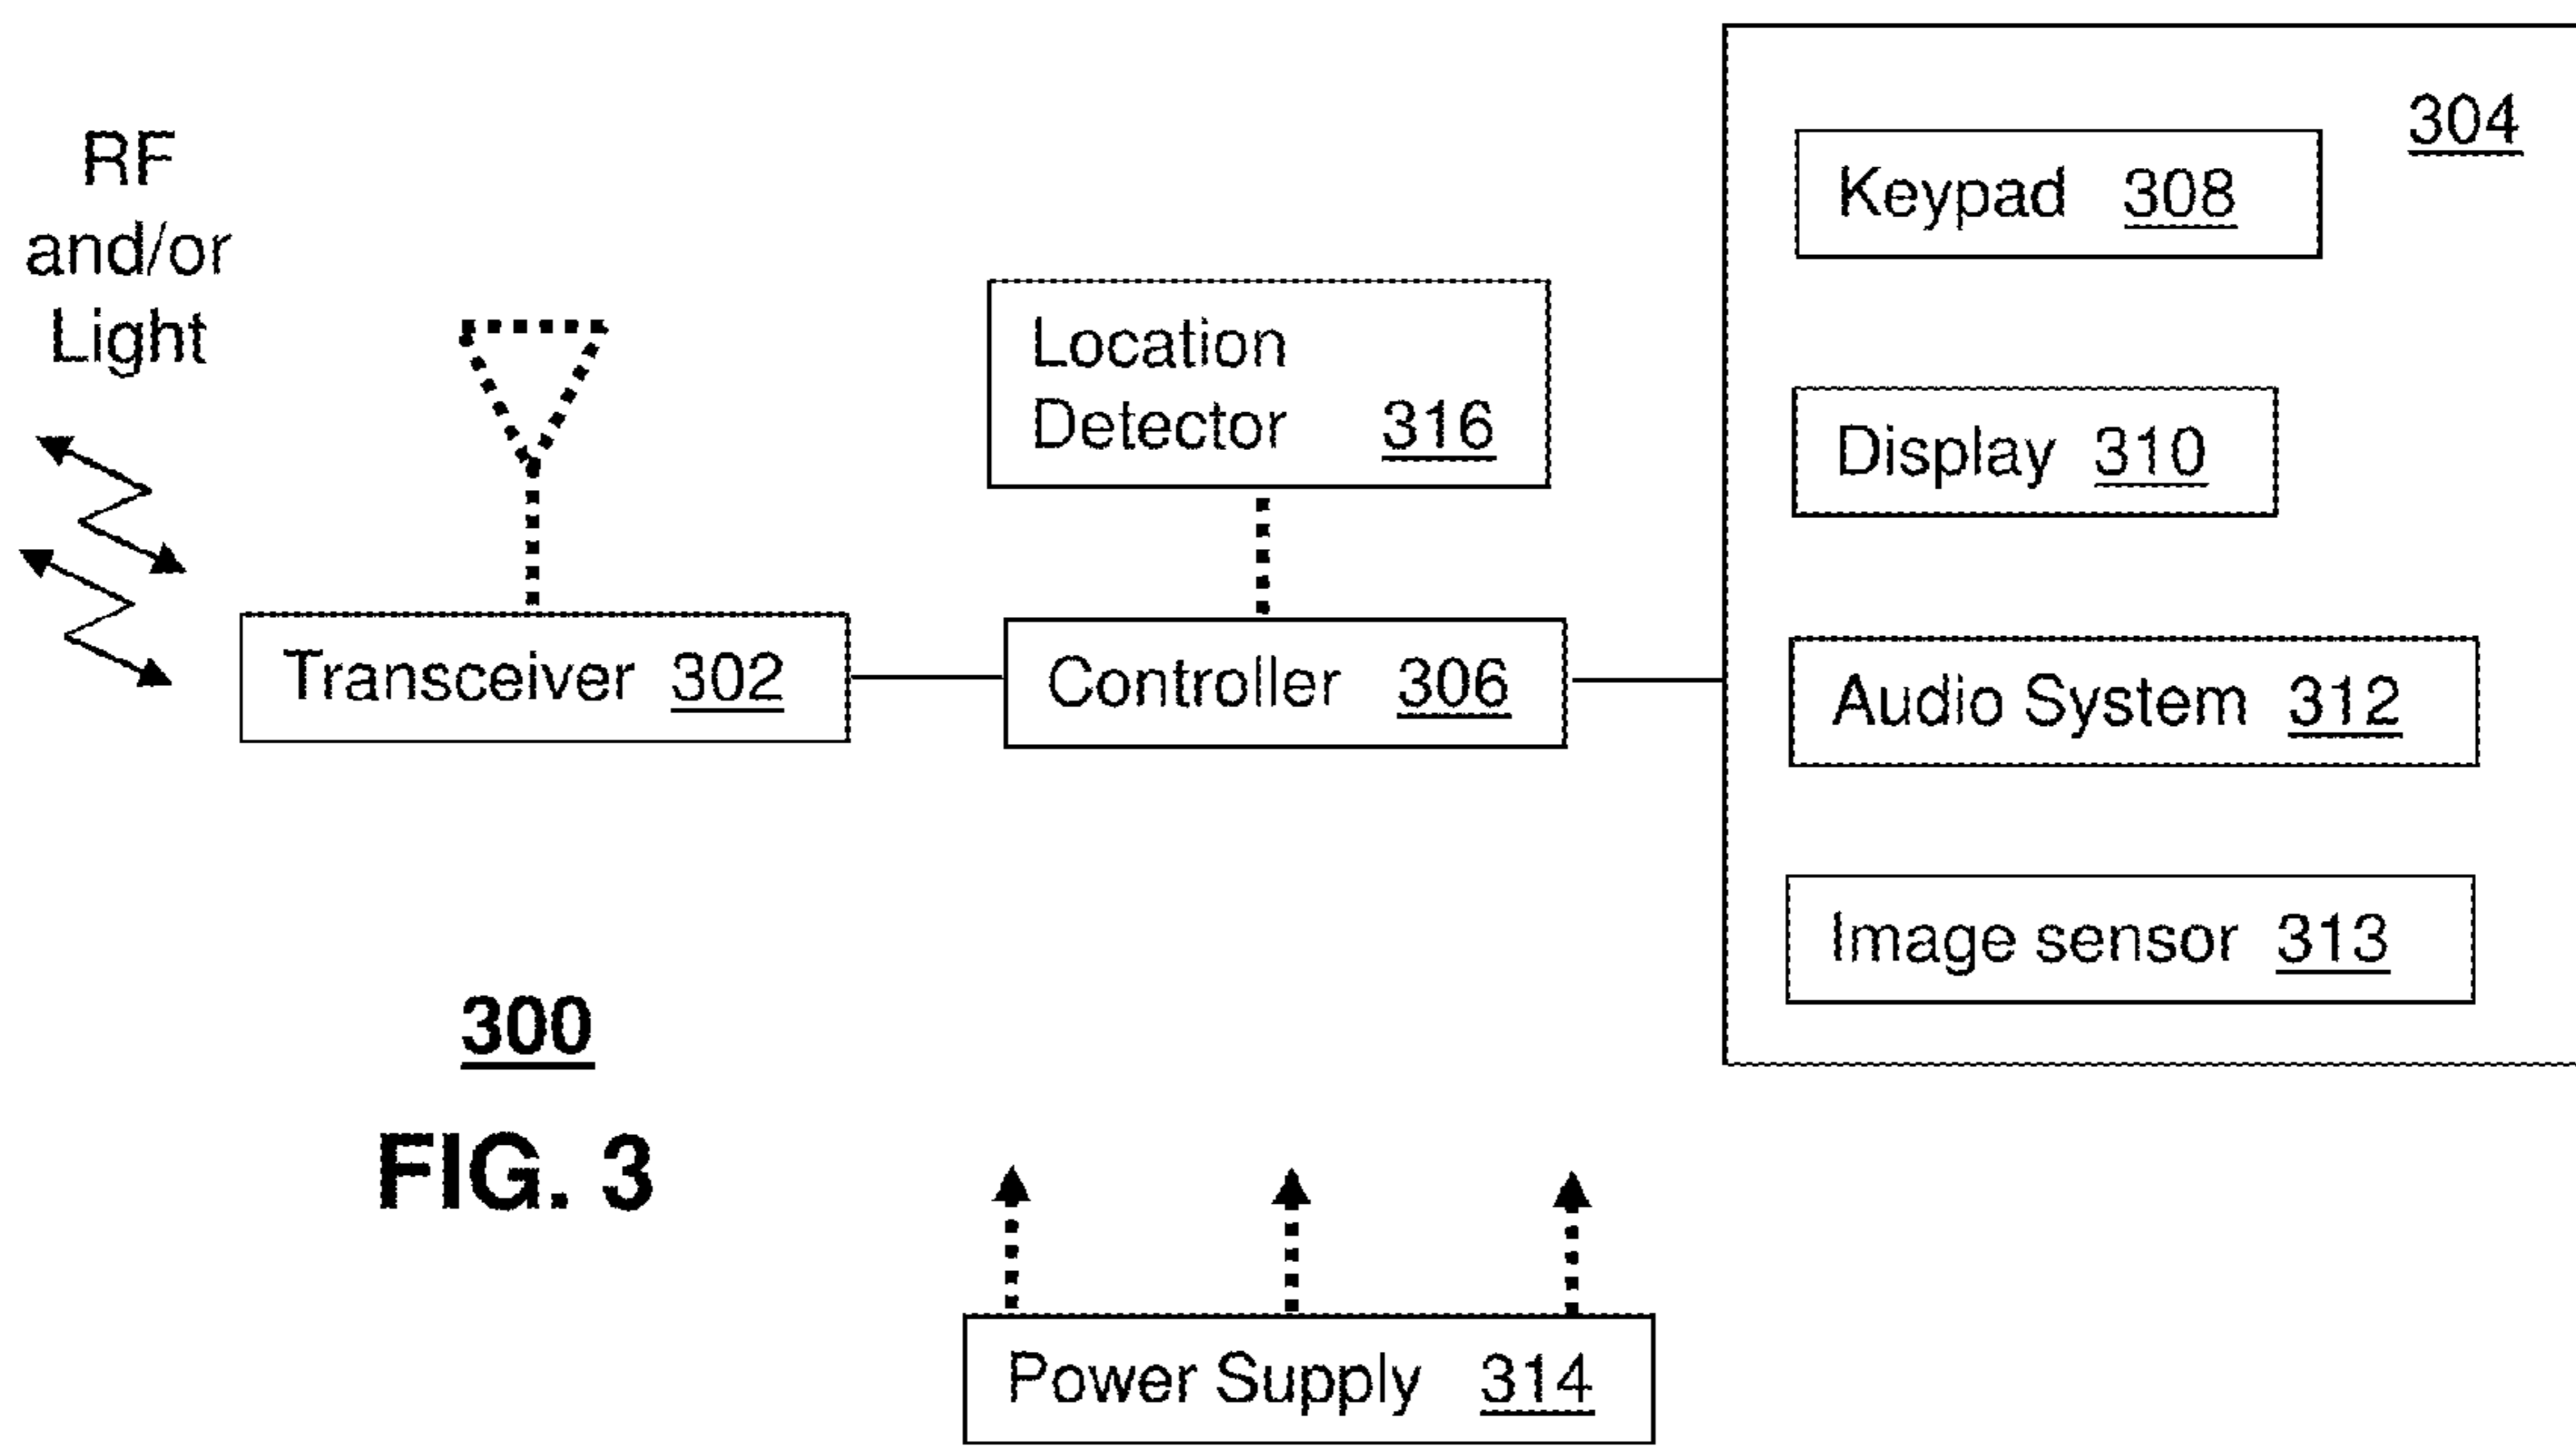 RF
and/or
Light
Location
Detector 316
Transceiver 302
Controller 306
304
Keypad 308
Display 310
Audio System 312
Image sensor 313
300
FIG. 3
Power Supply 314